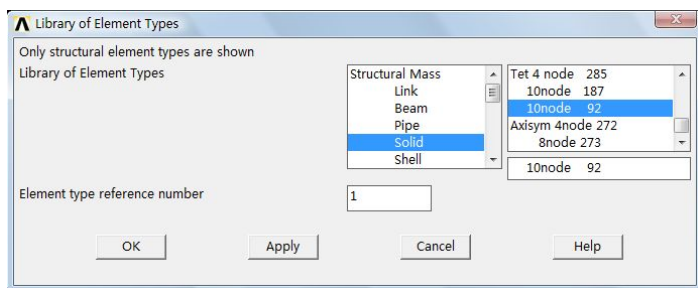 Library of Element Types
Only structural element types are shown
Library of Element Types
Structural Mass
Link
Beam
Pipe
Solid
Shell
Tet 4 node 285
10node 187
10node 92
Axisym 4node 272
8node 273
10node 92
Element type reference number
1
OK
Apply
Cancel
Help